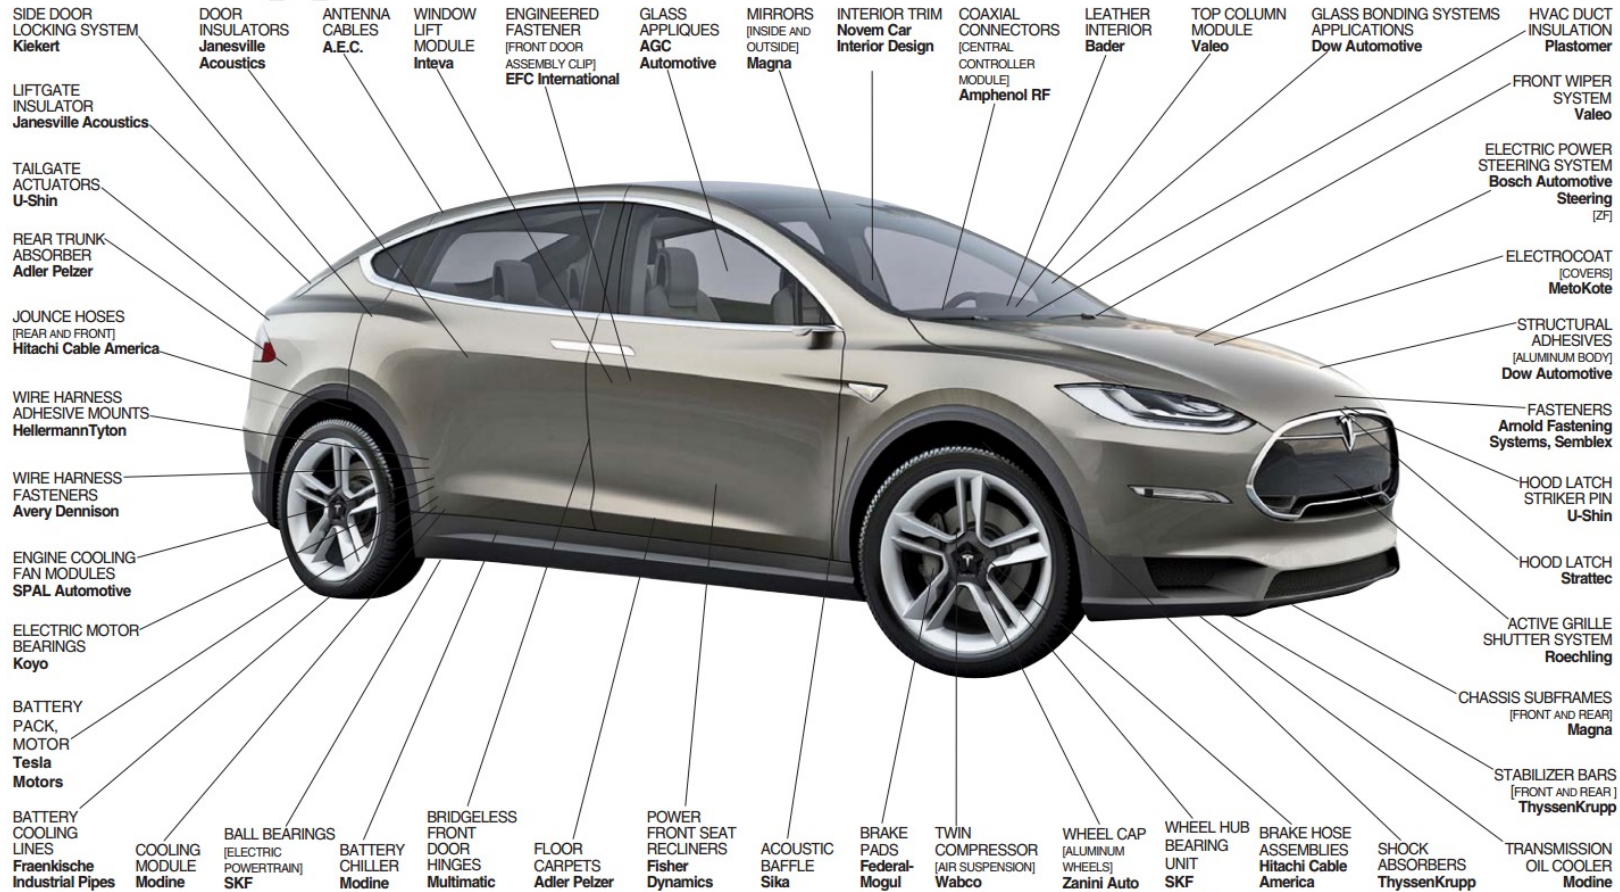 SIDE DOOR
LOCKING SYSTEM
Kiekert
DOOR
INSULATORS
Janesville
Acoustics
ANTENNA
CABLES
A.E.C.
WINDOW
LIFT
MODULE
Inteva
ENGINEERED
FASTENER
[FRONT DOOR
ASSEMBLY CLIP]
EFC International
GLASS
APPLIQUES
AGC
Automotive
MIRRORS
[INSIDE AND
OUTSIDE]
Magna
INTERIOR TRIM
Novem Car
Interior Design
COAXIAL
CONNECTORS
[CENTRAL
CONTROLLER
MODULE]
Amphenol RF
LEATHER
INTERIOR
Bader
TOP COLUMN
MODULE
Valeo
GLASS BONDING SYSTEMS
APPLICATIONS
Dow Automotive
HVAC DUCT
INSULATION
Plastomer
LIFTGATE
INSULATOR
Janesville Acoustics
TAILGATE
ACTUATORS
U-Shin
REAR TRUNK
ABSORBER
Adler Pelzer
JOUNCE HOSES
[REAR AND FRONT]
Hitachi Cable America
WIRE HARNESS
ADHESIVE MOUNTS
HellermannTyton
WIRE HARNESS
FASTENERS
Avery Dennison
ENGINE COOLING
FAN MODULES
SPAL Automotive
ELECTRIC MOTOR
BEARINGS
Koyo
BATTERY
PACK,
MOTOR
Tesla
Motors
FRONT WIPER
SYSTEM
Valeo
ELECTRIC POWER
STEERING SYSTEM
Bosch Automotive
Steering
[ZF]
ELECTROCOAT
[COVERS]
MetoKote
STRUCTURAL
ADHESIVES
[ALUMINUM BODY]
Dow Automotive
FASTENERS
Arnold Fastening
Systems, Semblex
HOOD LATCH
STRIKER PIN
U-Shin
HOOD LATCH
Strattec
ACTIVE GRILLE
SHUTTER SYSTEM
Roechling
CHASSIS SUBFRAMES
[FRONT AND REAR]
Magna
STABILIZER BARS
[FRONT AND REAR ]
ThyssenKrupp
BATTERY
COOLING
LINES
Fraenkische
Industrial Pipes
COOLING
MODULE
Modine
BALL BEARINGS
[ELECTRIC
POWERTRAIN]
SKF
BATTERY
CHILLER
Modine
BRIDGELESS
FRONT
DOOR
HINGES
Multimatic
FLOOR
CARPETS
Adler Pelzer
POWER
FRONT SEAT
RECLINERS
Fisher
Dynamics
ACOUSTIC
BAFFLE
Sika
BRAKE
PADS
Federal-
Mogul
TWIN
COMPRESSOR
[AIR SUSPENSION]
Wabco
WHEEL CAP
[ALUMINUM
WHEELS]
Zanini Auto
WHEEL HUB
BEARING
UNIT
SKF
BRAKE HOSE
ASSEMBLIES
Hitachi Cable
America
SHOCK
ABSORBERS
ThyssenKrupp
TRANSMISSION
OIL COOLER
Modine